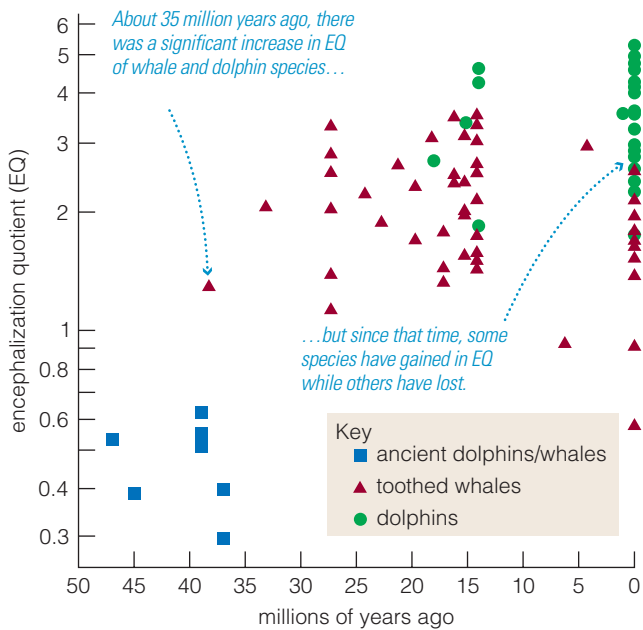 About 35 million years ago, there
was a significant increase in EQ
of whale and dolphin species…
6
5
4
3
2
1
0.8
0.6
0.4
0.3
encephalization quotient (EQ)
…but since that time, some
species have gained in EQ
while others have lost.
Key
ancient dolphins/whales
toothed whales
dolphins
50 45 40 35 30 25 20 15 10 5 0
millions of years ago